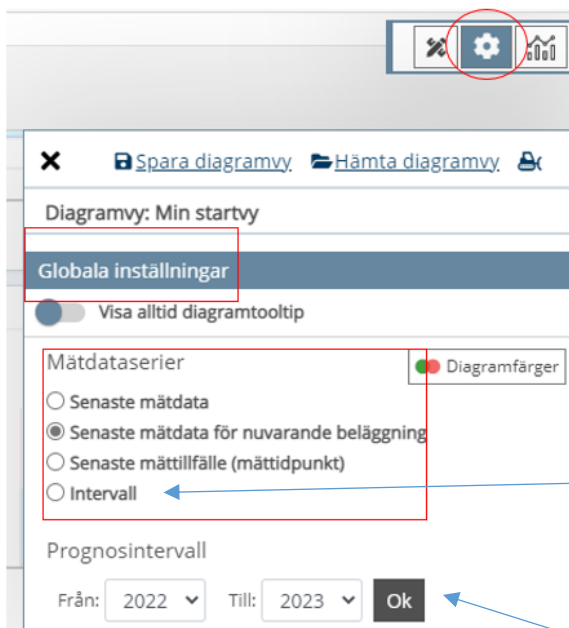 Spara diagramvy Hämta diagramvy
Diagramvy: Min startvy
Globala inställningar
Visa alltid diagramtooltip
Mätdataserier Diagramfärger
Senaste mätdata
Senaste mätdata för nuvarande beläggning
Senaste mättillfälle (mättidpunkt)
Intervall
Prognosintervall
Från: 2022 Till: 2023 Ok